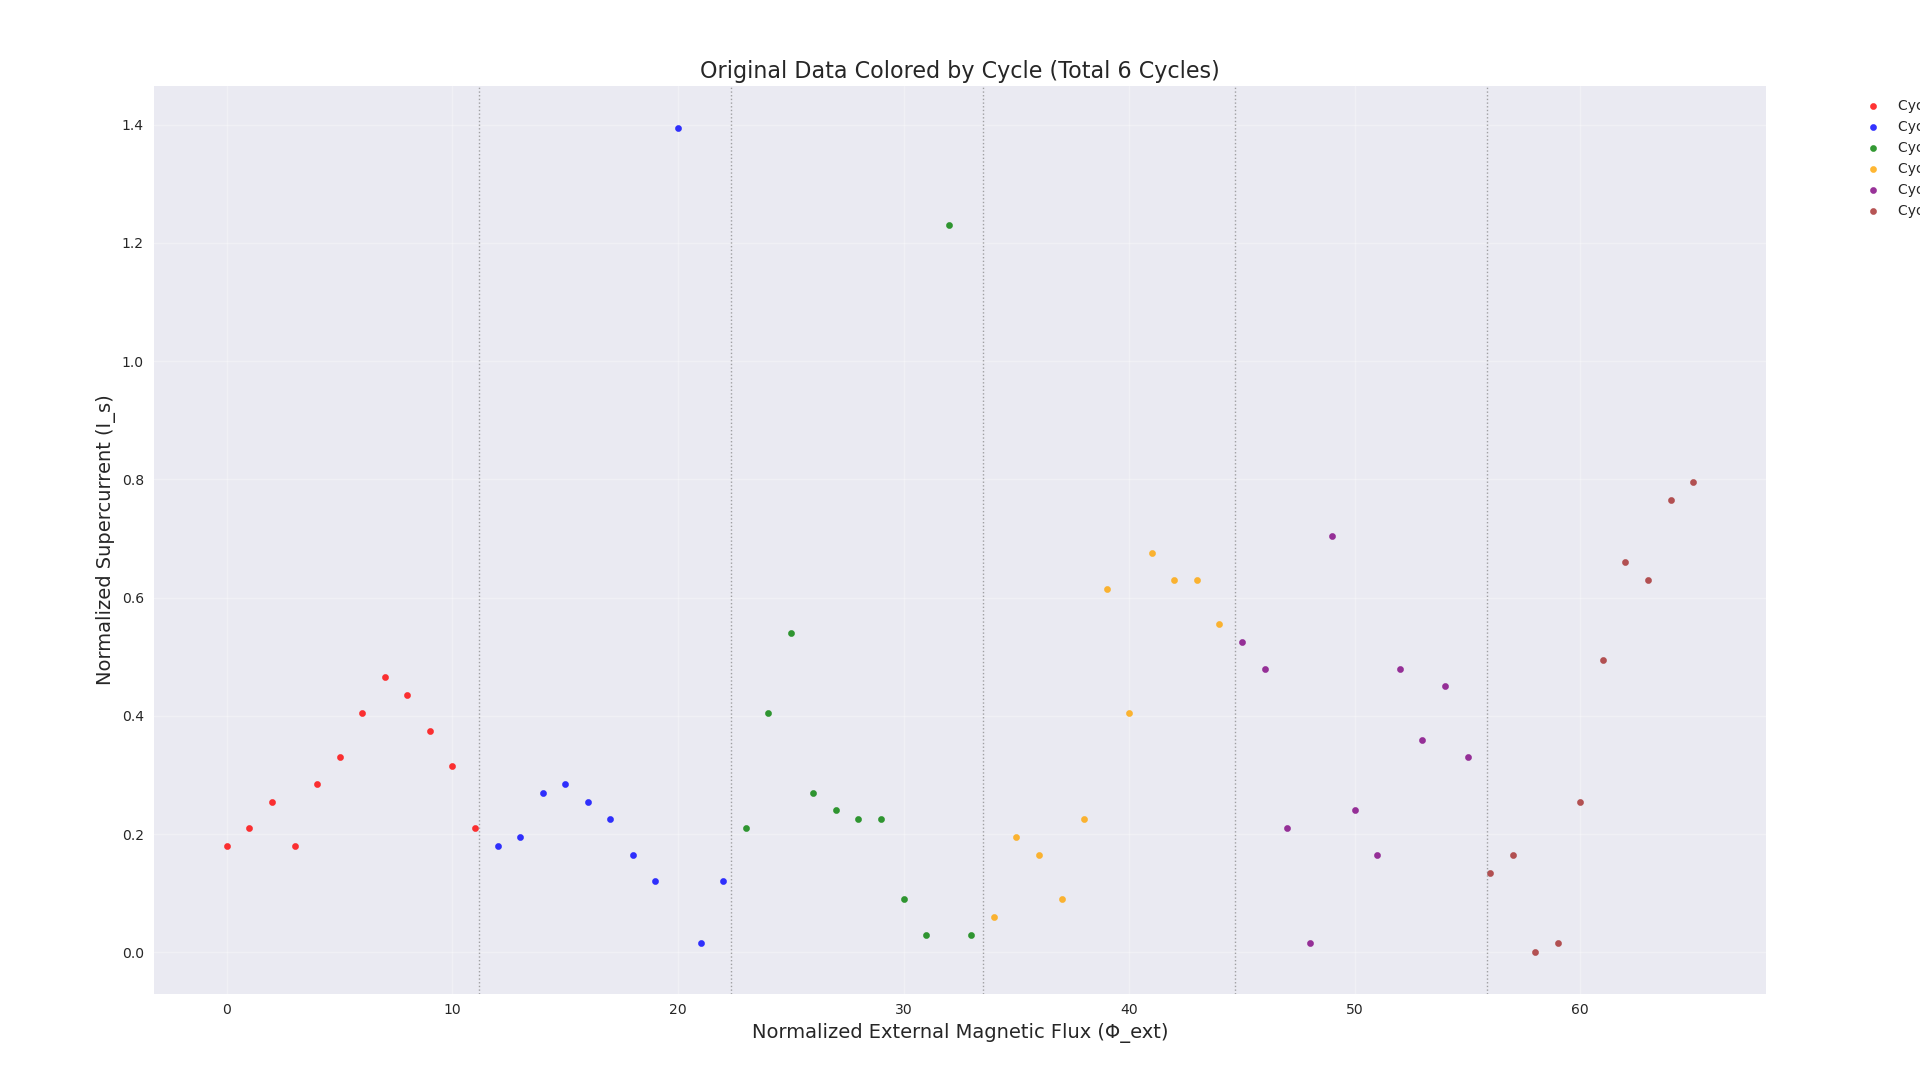 Original Data Colored by Cycle (Total 6 Cycles)
1.4
1.2
1.0
0.8
0.6
0.4
0.2
0.0
Normalized Supercurrent (I_s)
0 10 20 30 40 50 60
Normalized External Magnetic Flux (Φ_ext)
Cyc
Cyc
Cyc
Cyc
Cyc
Cyc